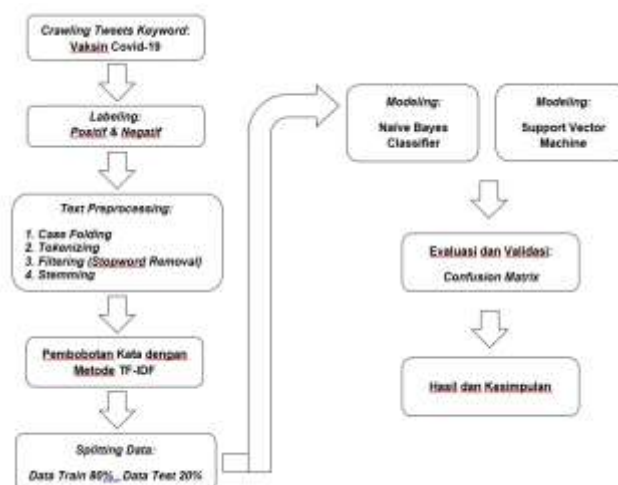 Crawling Tweets Keyword:
Vaksin Covid-19
Labeling:
Positif & Negatif
Text Preprocessing:
1. Case Folding
2. Tokenizing
3. Filtering (Stopword Removal)
4. Stemming
Pembobotan Kata dengan
Metode TF-IDF
Splitting Data:
Data Train 80%, Data Test 20%
Modeling:
Naïve Bayes
Classifier
Modeling:
Support Vector
Machine
Evaluasi dan Validasi:
Confusion Matrix
Hasil dan Kesimpulan